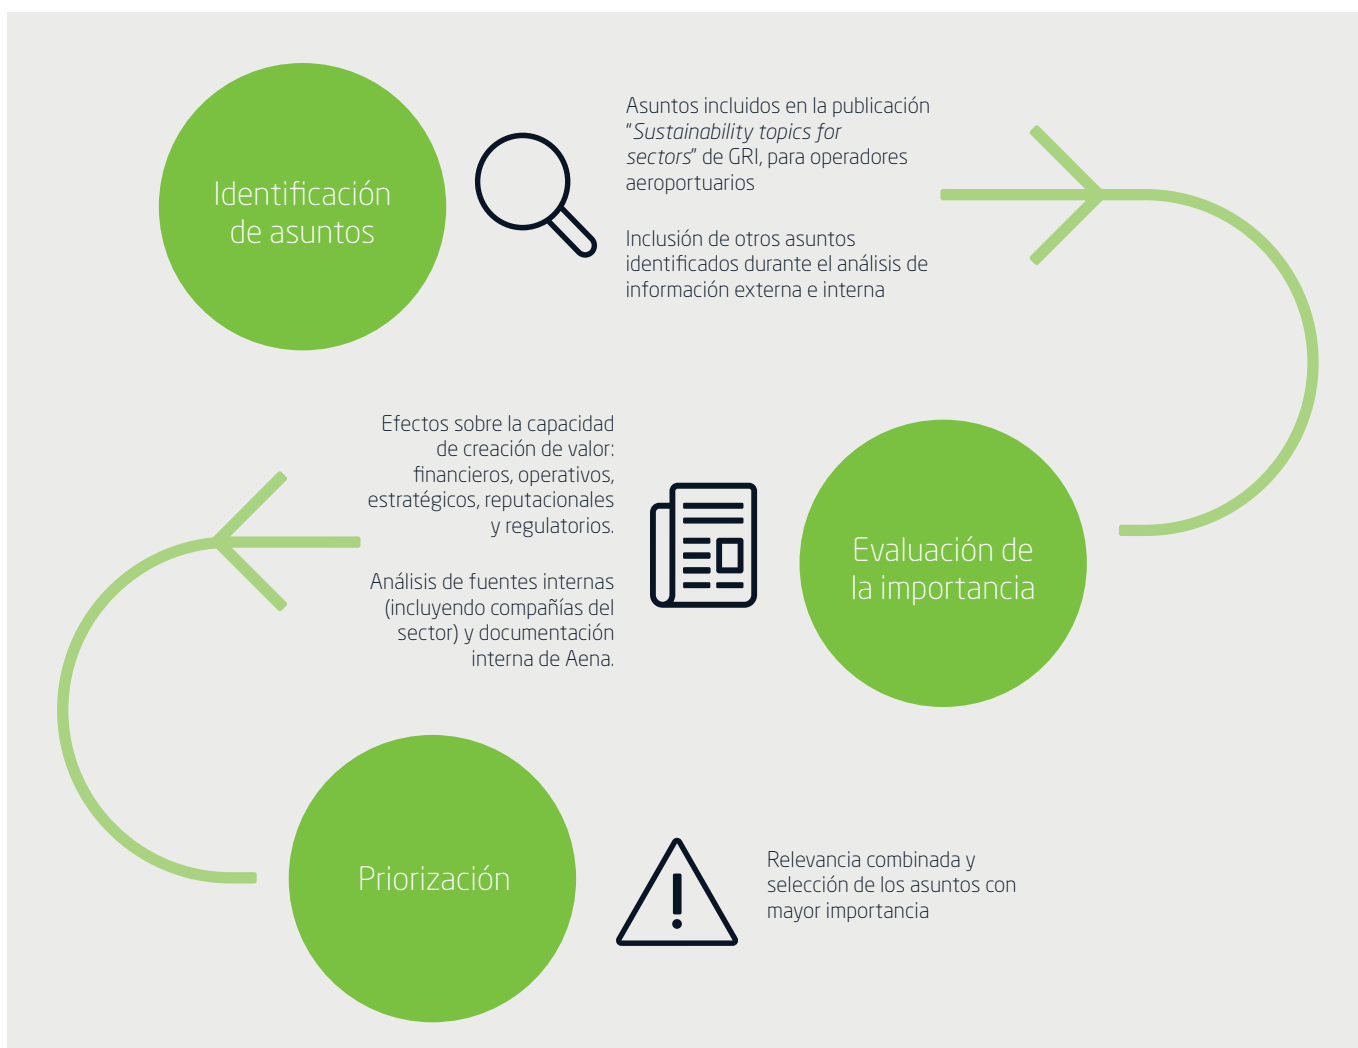 Identificación
de asuntos
Asuntos incluidos en la publicación
“Sustainability topics for
sectors” de GRI, para operadores
aeroportuarios
Inclusión de otros asuntos
identificados durante el análisis de
información externa e interna
Efectos sobre la capacidad
de creación de valor:
financieros, operativos,
estratégicos, reputacionales
y regulatorios.
Análisis de fuentes internas
(incluyendo compañías del
sector) y documentación
interna de Aena.
Evaluación de
la importancia
Priorización
Relevancia combinada y
selección de los asuntos con
mayor importancia